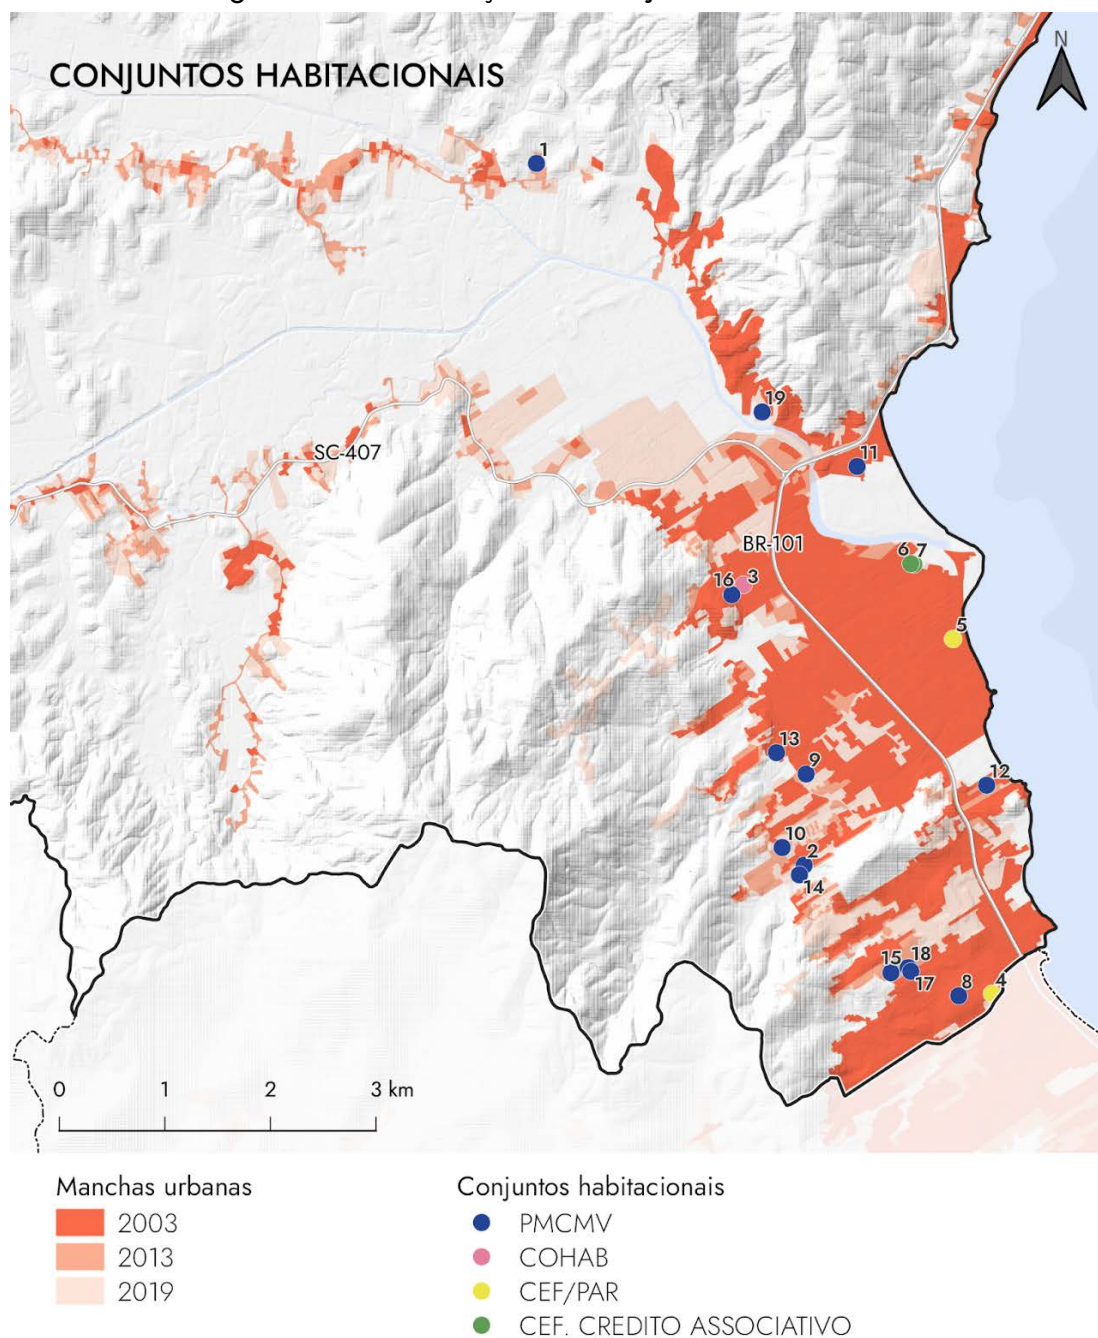 CONJUNTOS HABITACIONAIS
N
1
19
SC-407
11
BR-101
6 7
16 3
5
13
9
12
10
2
14
15 18
17
8 4
0 1 2 3 km
Manchas urbanas
2003
2013
2019
Conjuntos habitacionais
PMCMV
COHAB
CEF/PAR
CEF. CREDITO ASSOCIATIVO